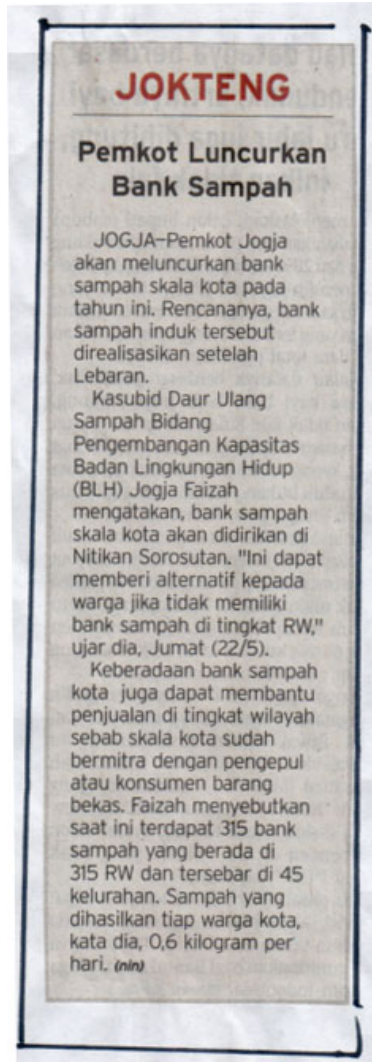 JOKTENG
Pemkot Luncurkan
Bank Sampah
JOGJA–Pemkot Jogja
akan meluncurkan bank
sampah skala kota pada
tahun ini. Rencananya, bank
sampah induk tersebut
direalisasikan setelah
Lebaran.
Kasubid Daur Ulang
Sampah Bidang
Pengembangan Kapasitas
Badan Lingkungan Hidup
(BLH) Jogja Faizah
mengatakan, bank sampah
skala kota akan didirikan di
Nitikan Sorosutan. "Ini dapat
memberi alternatif kepada
warga jika tidak memiliki
bank sampah di tingkat RW,"
ujar dia, Jumat (22/5).
Keberadaan bank sampah
kota juga dapat membantu
penjualan di tingkat wilayah
sebab skala kota sudah
bermitra dengan pengepul
atau konsumen barang
bekas. Faizah menyebutkan
saat ini terdapat 315 bank
sampah yang berada di
315 RW dan tersebar di 45
kelurahan. Sampah yang
dihasilkan tiap warga kota,
kata dia, 0,6 kilogram per
hari. (nin)